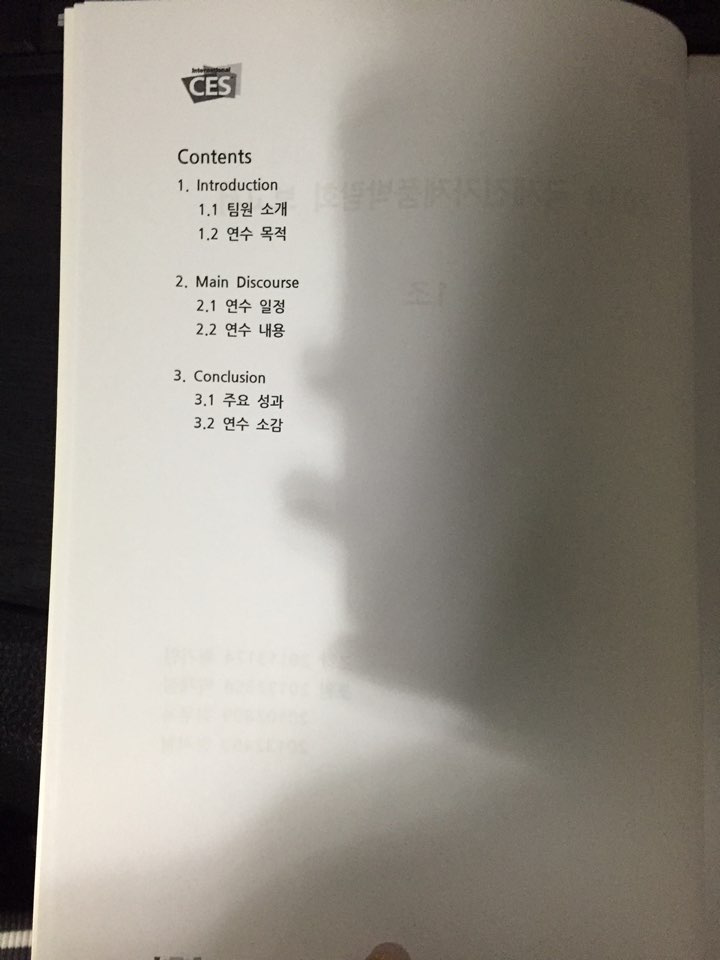 International
CES
Contents
1. Introduction
1.1 팀원 소개
1.2 연수 목적
2. Main Discourse
2.1 연수 일정
2.2 연수 내용
3. Conclusion
3.1 주요 성과
3.2 연수 소감